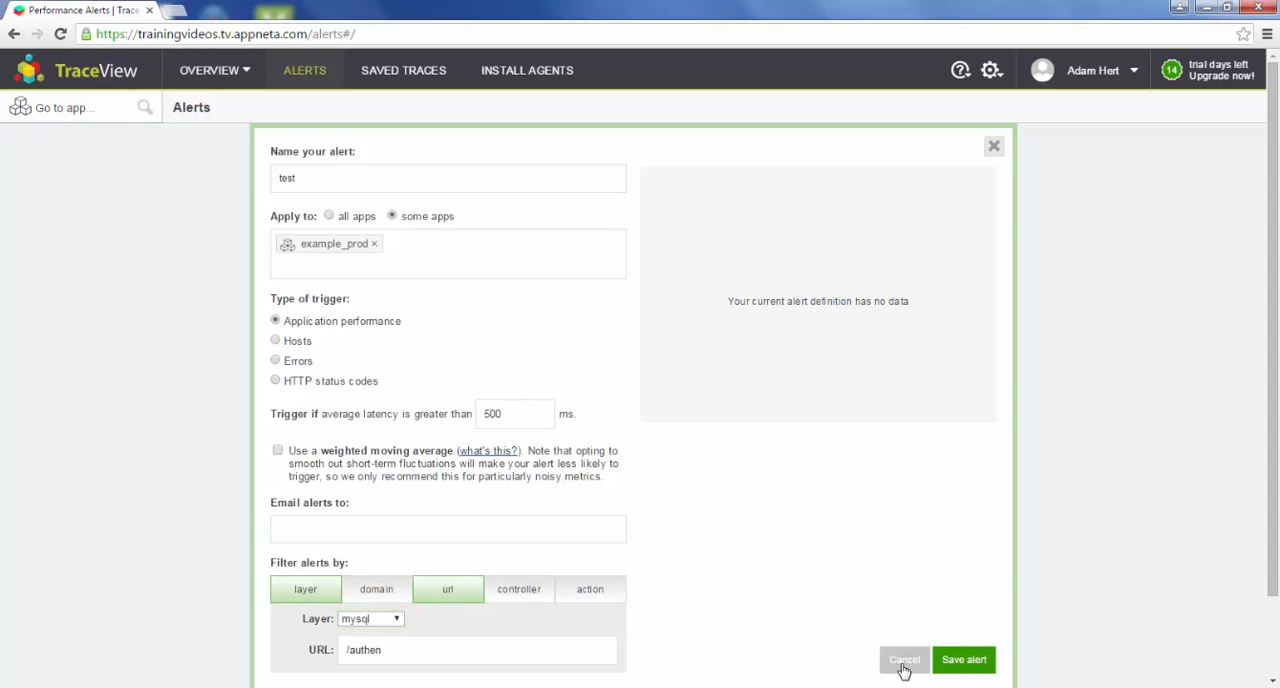 Performance Alerts | Trace
https://trainingvideos.tv.appneta.com/alerts#/
TraceView
OVERVIEW
ALERTS
SAVED TRACES
INSTALL AGENTS
Adam Hert
14
trial days left
Upgrade now!
Go to app...
Alerts
Name your alert:
test
Apply to: all apps some apps
example_prod ×
Type of trigger:
Application performance
Hosts
Errors
HTTP status codes
Trigger if average latency is greater than 500 ms.
Use a weighted moving average (what's this?). Note that opting to
smooth out short-term fluctuations will make your alert less likely to
trigger, so we only recommend this for particularly noisy metrics.
Email alerts to:
Filter alerts by:
layer domain url controller action
Layer: mysql
URL: /authen
Your current alert definition has no data
Cancel Save alert